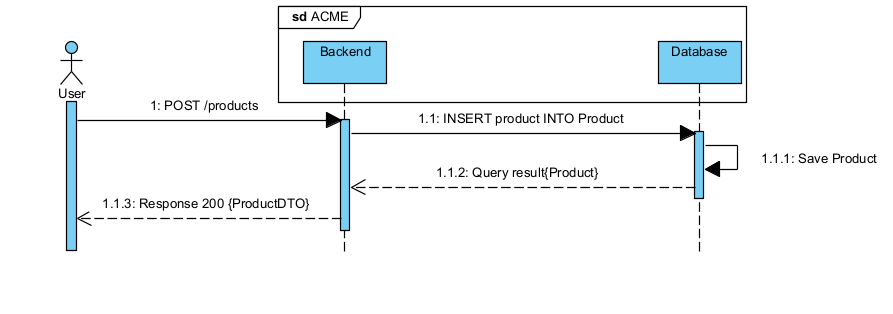 sd ACME
Backend
Database
User
1: POST /products
1.1: INSERT product INTO Product
1.1.1: Save Product
1.1.2: Query result{Product}
1.1.3: Response 200 {ProductDTO}